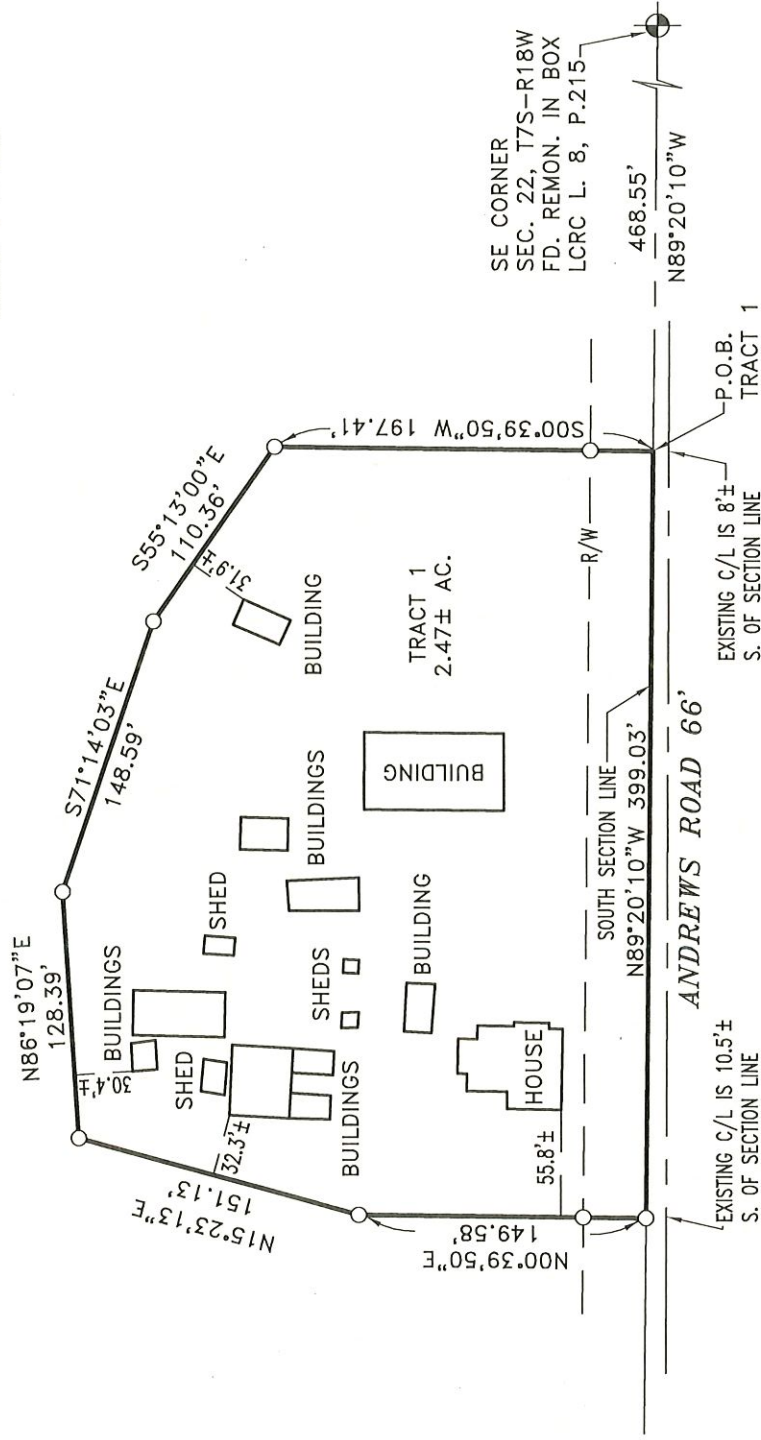 N86°19'07"E
128.39'
S71°14'03"E
148.59'
S55°13'00"E
110.36'
31.9'±
BUILDINGS
30.4'±
SHED
SHED
32.3'±
BUILDINGS
BUILDINGS
SHEDS
BUILDING
BUILDING
BUILDING
TRACT 1
2.47± AC.
N15°23'13"E
151.13'
N00°39'50"E
149.58'
HOUSE
55.8'±
S00°39'50"W 197.41'
R/W
SE CORNER
SEC. 22, T7S-R18W
FD. REMON. IN BOX
LCRC L. 8, P.215
468.55'
N89°20'10"W
SOUTH SECTION LINE
N89°20'10"W 399.03'
P.O.B.
TRACT 1
ANDREWS ROAD 66'
EXISTING C/L IS 10.5'±
S. OF SECTION LINE
EXISTING C/L IS 8'±
S. OF SECTION LINE